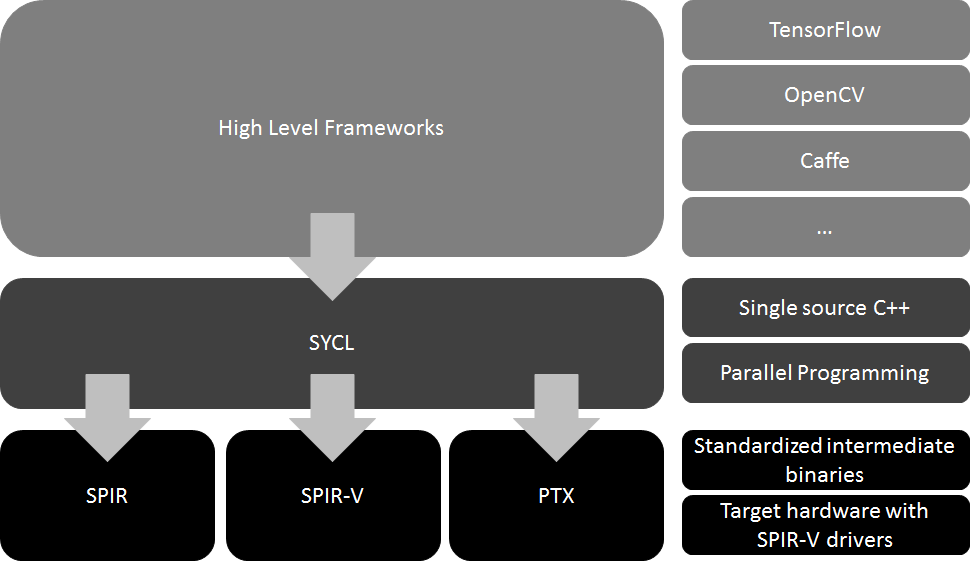 High Level Frameworks
TensorFlow
OpenCV
Caffe
...
SYCL
Single source C++
Parallel Programming
SPIR
SPIR-V
PTX
Standardized intermediate
binaries
Target hardware with
SPIR-V drivers